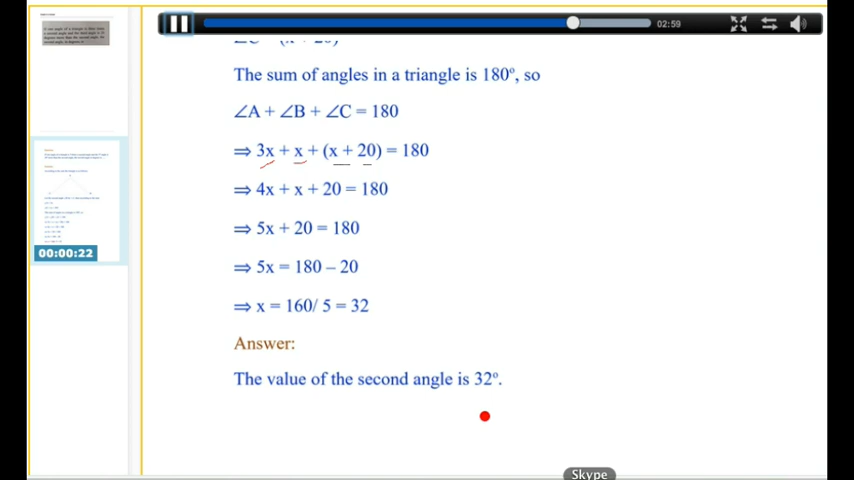 02:59
The sum of angles in a triangle is 180°, so
∠A + ∠B + ∠C = 180
⇒ 3x + x + (x + 20) = 180
⇒ 4x + x + 20 = 180
⇒ 5x + 20 = 180
⇒ 5x = 180 – 20
⇒ x = 160/ 5 = 32
Answer:
The value of the second angle is 32°.
00:00:22
Skype